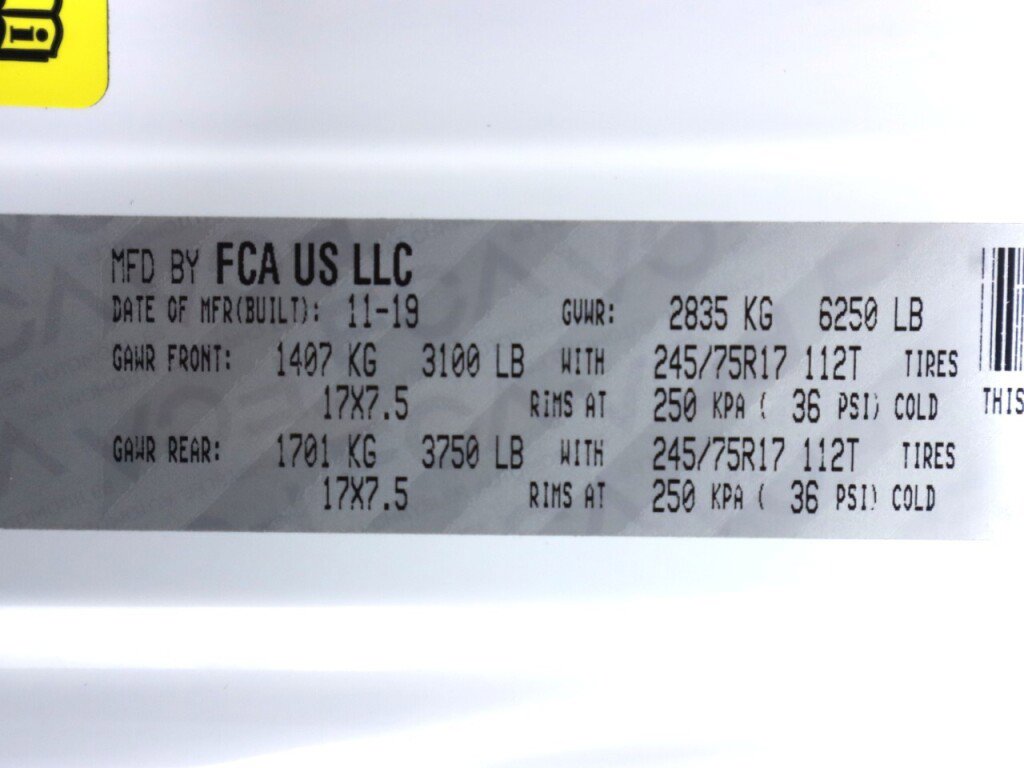 MFD BY FCA US LLC
DATE OF MFR(BUILT): 11-19 GVWR: 2835 KG 6250 LB
GAWR FRONT: 1407 KG 3100 LB WITH 245/75R17 112T TIRES
17X7.5 RIMS AT 250 KPA ( 36 PSI) COLD
THIS
GAWR REAR: 1701 KG 3750 LB WITH 245/75R17 112T TIRES
17X7.5 RIMS AT 250 KPA ( 36 PSI) COLD